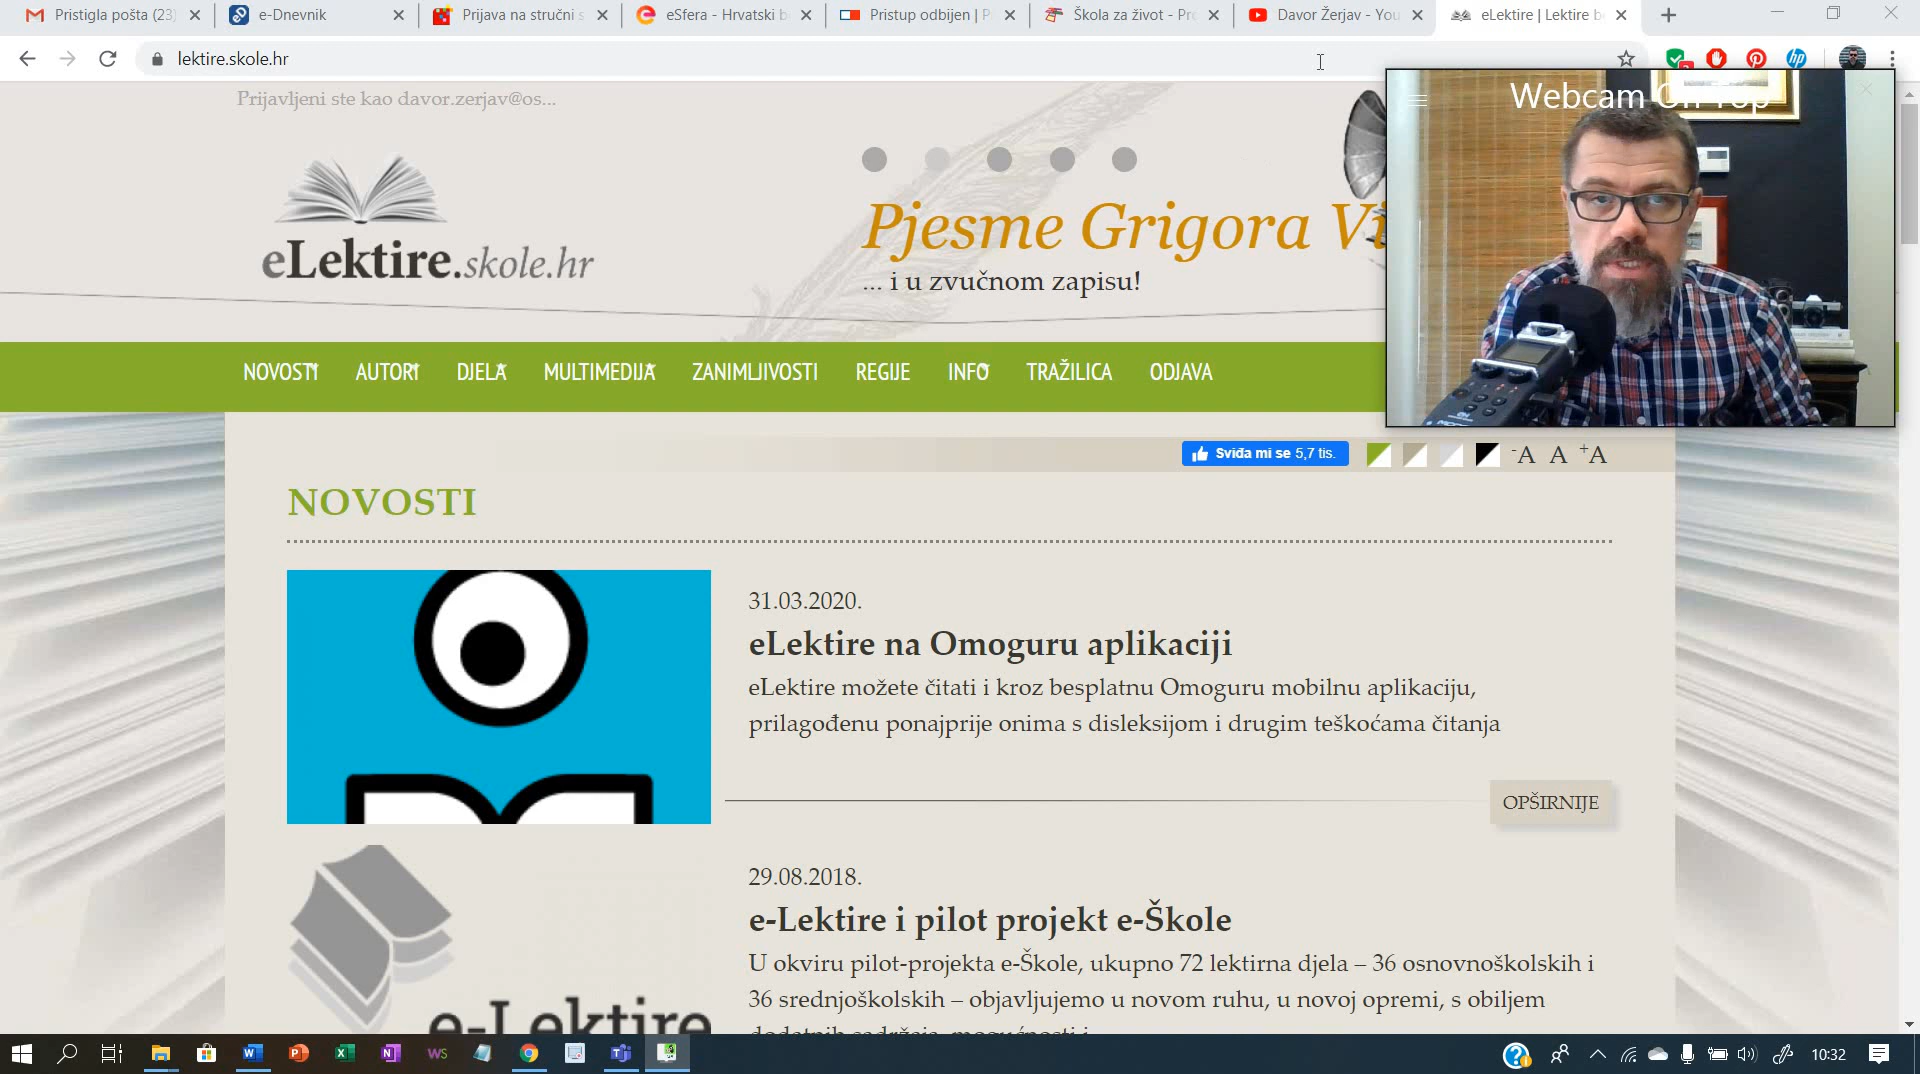 Pristigla pošta (23)
e-Dnevnik
Prijava na stručni s
eSfera - Hrvatski b
Pristup odbijen | P
Škola za život - Pro
Davor Žerjav - You
eLektire | Lektire b
lektire.skole.hr
Webcam On Top
Prijavljeni ste kao davor.zerjav@os...
eLektire.skole.hr
Pjesme Grigora Vi
... i u zvučnom zapisu!
NOVOSTI AUTORI DJELA MULTIMEDIJA ZANIMLJIVOSTI REGIJE INFO TRAŽILICA ODJAVA
Sviđa mi se 5,7 tis.
-A A +A
NOVOSTI
31.03.2020.
eLektire na Omoguru aplikaciji
eLektire možete čitati i kroz besplatnu Omoguru mobilnu aplikaciju,
prilagođenu ponajprije onima s disleksijom i drugim teškoćama čitanja
OPŠIRNIJE
29.08.2018.
e-Lektire i pilot projekt e-Škole
U okviru pilot-projekta e-Škole, ukupno 72 lektirna djela – 36 osnovnoškolskih i
36 srednjoškolskih – objavljujemo u novom ruhu, u novoj opremi, s obiljem
e-Lektire
10:32